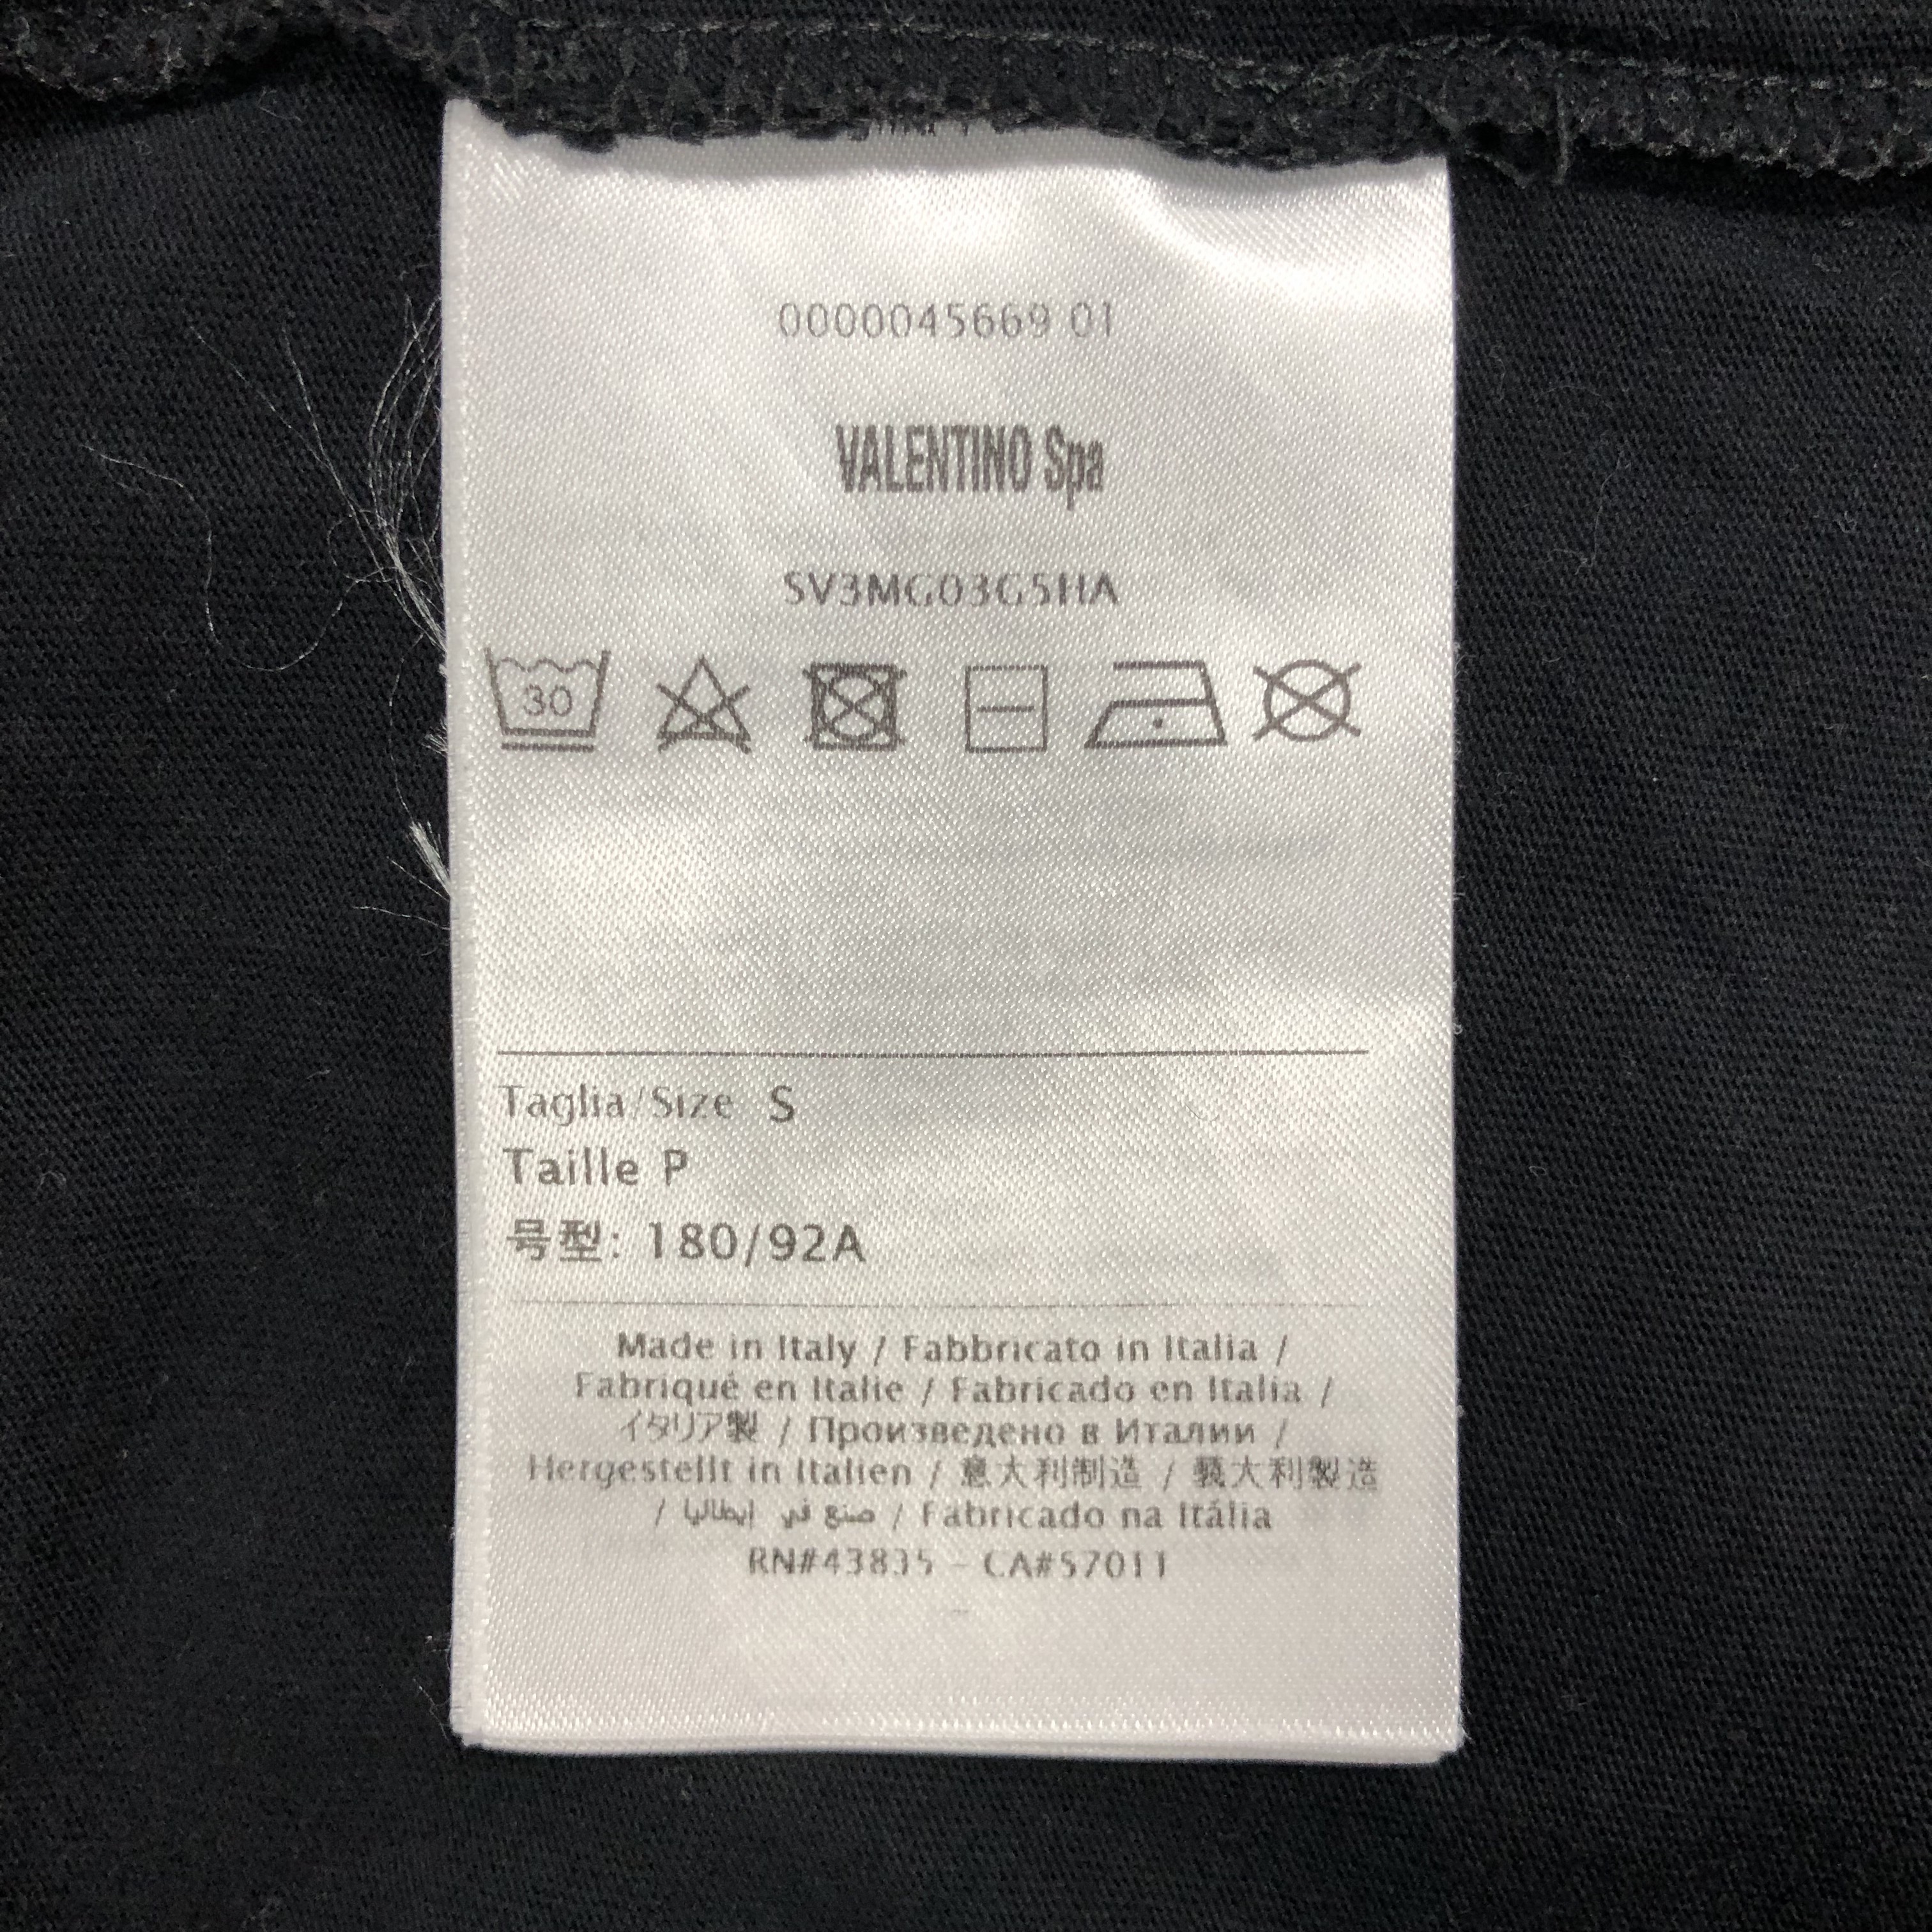 0000045669 01
VALENTINO Spa
SV3MG03G5HA
30
Taglia/Size S
Taille P
号型: 180/92A
Made in Italy / Fabbricato in Italia /
Fabriqué en Italie / Fabricado en Italia /
イタリア製 / Произведено в Италии /
Hergestellt in Italien / 意大利制造 / 義大利製造
/ صنع في إيطاليا / Fabricado na Itália
RN#43835 - CA#57011